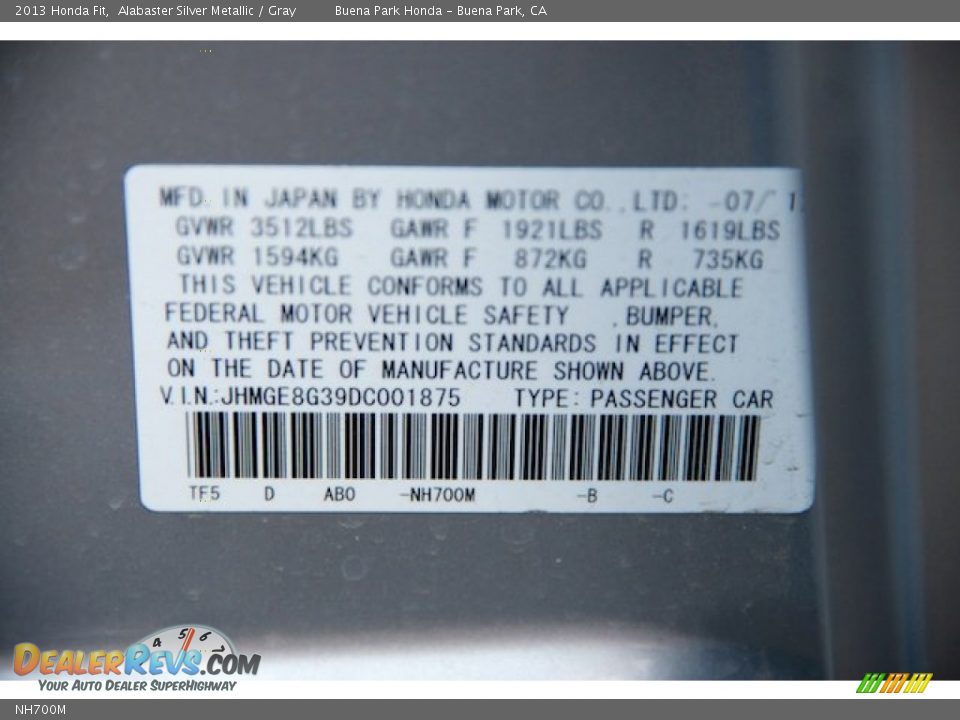 2013 Honda Fit, Alabaster Silver Metallic / Gray Buena Park Honda - Buena Park, CA
MFD. IN JAPAN BY HONDA MOTOR CO., LTD: 07/
GVWR 3512LBS GAWR F 1921LBS R 1619LBS
GVWR 1594KG GAWR F 872KG R 735KG
THIS VEHICLE CONFORMS TO ALL APPLICABLE
FEDERAL MOTOR VEHICLE SAFETY , BUMPER,
AND THEFT PREVENTION STANDARDS IN EFFECT
ON THE DATE OF MANUFACTURE SHOWN ABOVE.
V.I.N.:JHMGE8G39DC001875 TYPE: PASSENGER CAR
TF5 D AB0 -NH700M -B -C
4 5 6
DEALERREVS.COM
YOUR AUTO DEALER SUPERHIGHWAY
NH700M